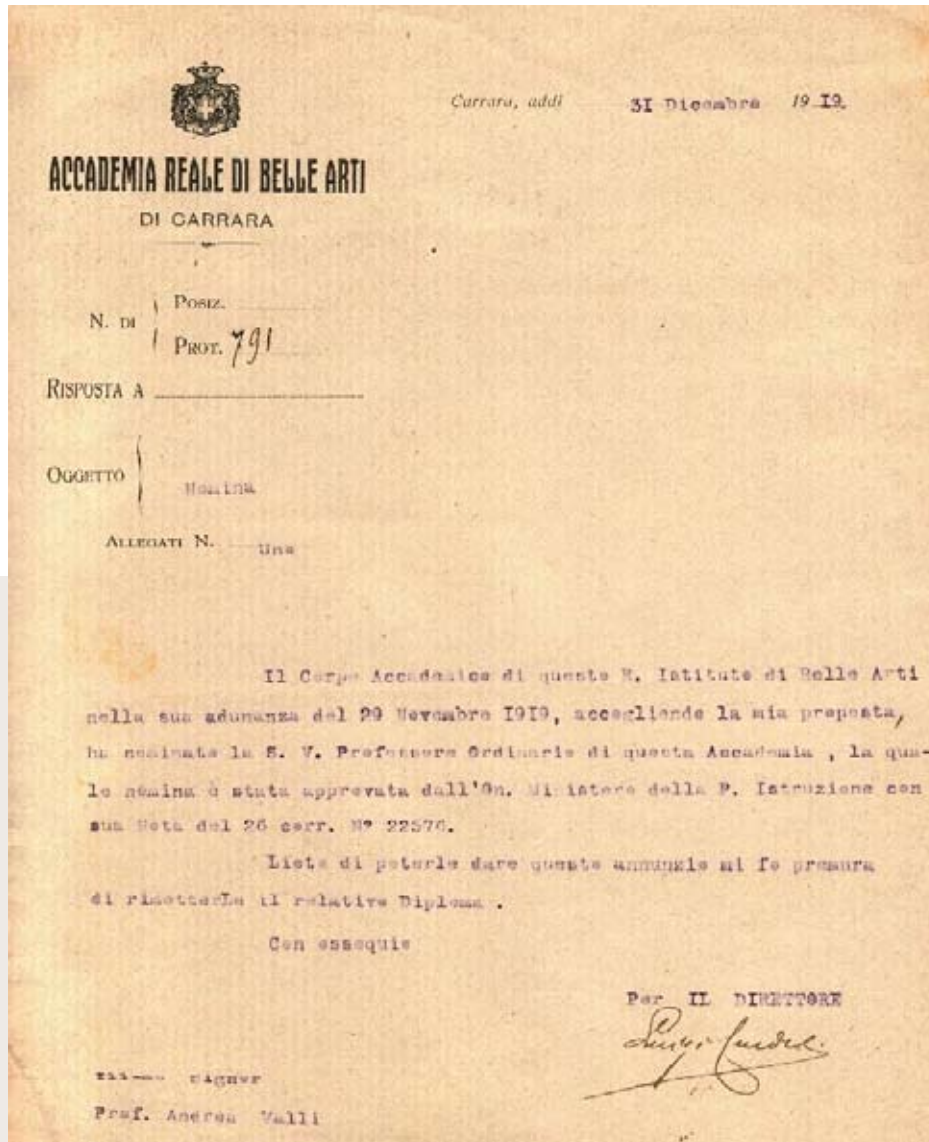 Carrara, addì 31 Dicembre 1919.
ACCADEMIA REALE DI BELLE ARTI
DI CARRARA
N. DI
POSIZ.
PROT. 791
RISPOSTA A
OGGETTO
Nomina
ALLEGATI N. Uno
Il Corpo Accademico di questo R. Istituto di Belle Arti
nella sua adunanza del 29 Novembre 1919, accogliendo la mia proposta,
ha nominato la S. V. Professore Ordinario di questa Accademia , la qua-
le nomina è stata approvata dall'On. Ministero della P. Istruzione con
sua Nota del 26 corr. Nº 22576.
Lieto di poterle dare questo annunzio mi fo premura
di rimetterLe il relativo Diploma .
Con ossequio
Per IL DIRETTORE
Signor
Prof. Andrea Valli